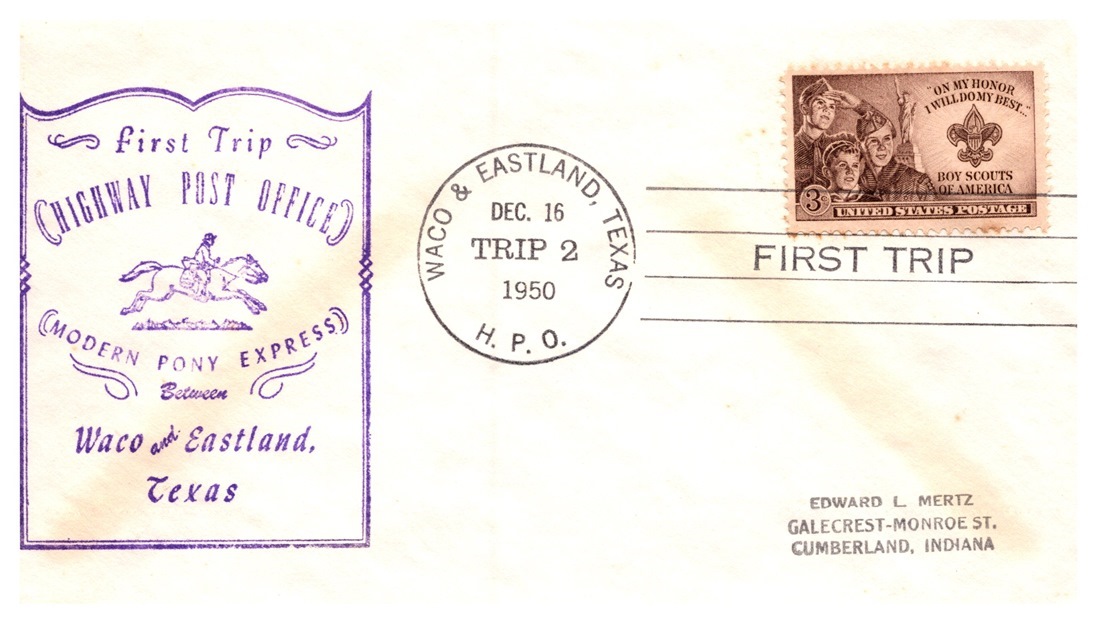 First Trip
HIGHWAY POST OFFICE
MODERN PONY EXPRESS
Between
Waco and Eastland,
Texas
WACO & EASTLAND, TEXAS
DEC. 16
TRIP 2
1950
H. P. O.
"ON MY HONOR
I WILL DO MY BEST..."
BOY SCOUTS
OF AMERICA
3¢
UNITED STATES POSTAGE
FIRST TRIP
EDWARD L. MERTZ
GALECREST-MONROE ST.
CUMBERLAND, INDIANA